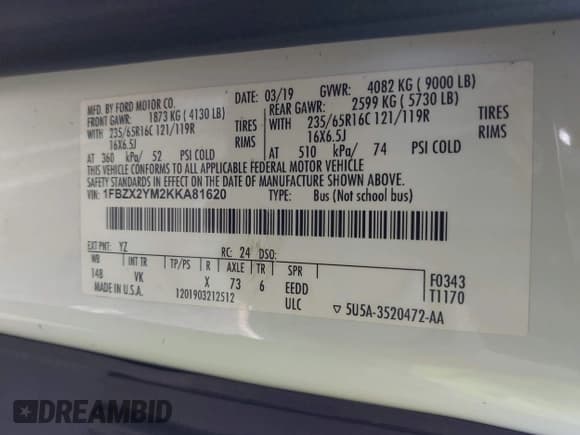 MFD. BY FORD MOTOR CO.
DATE: 03/19 GVWR: 4082 KG ( 9000 LB)
FRONT GAWR: 1873 KG ( 4130 LB) REAR GAWR: 2599 KG ( 5730 LB)
WITH 235/65R16C 121/119R TIRES WITH 235/65R16C 121/119R TIRES
16X6.5J RIMS 16X6.5J RIMS
AT 360 kPa/ 52 PSI COLD AT 510 kPa/ 74 PSI COLD
THIS VEHICLE CONFORMS TO ALL APPLICABLE FEDERAL MOTOR VEHICLE
SAFETY STANDARDS IN EFFECT ON THE DATE OF MANUFACTURE SHOWN ABOVE.
VIN: 1FBZX2YM2KKA81620 TYPE: Bus (Not school bus)
EXT PNT: YZ RC: 24 DSO:
WB INT TR TP/PS R AXLE TR SPR
148 VK X 73 6 EEDD F0343
MADE IN U.S.A. 1201903212512 ULC T1170
▽ 5U5A-3520472-AA
DREAMBID